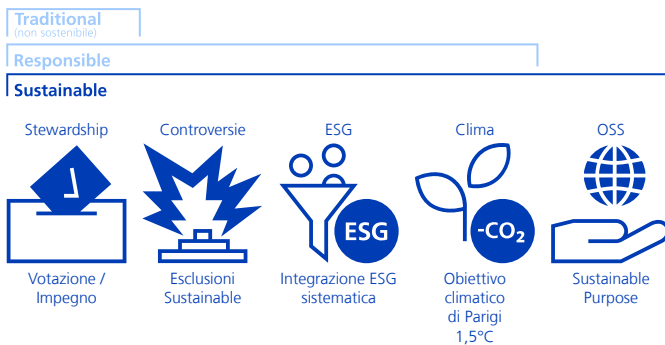 Traditional
(non sostenibile)
Responsible
Sustainable
Stewardship
Controversie
ESG
Clima
OSS
ESG
-CO₂
Votazione /
Impegno
Esclusioni
Sustainable
Integrazione ESG
sistematica
Obiettivo
climatico
di Parigi
1,5°C
Sustainable
Purpose